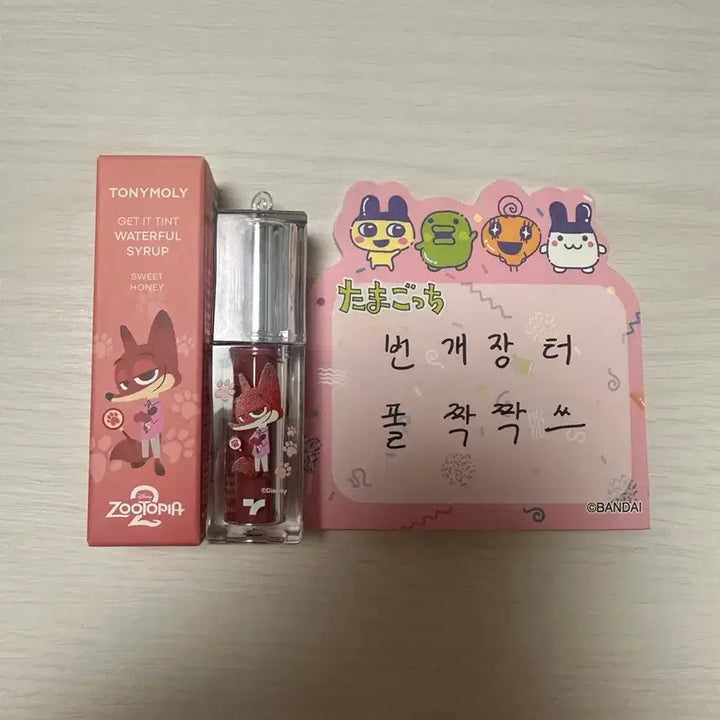 TONYMOLY
GET IT TINT
WATERFUL
SYRUP
SWEET
HONEY
Disney
ZOOTOPIA
2
©Disney
たまごっち
번개장터
폴 짝짝쓰
©BANDAI